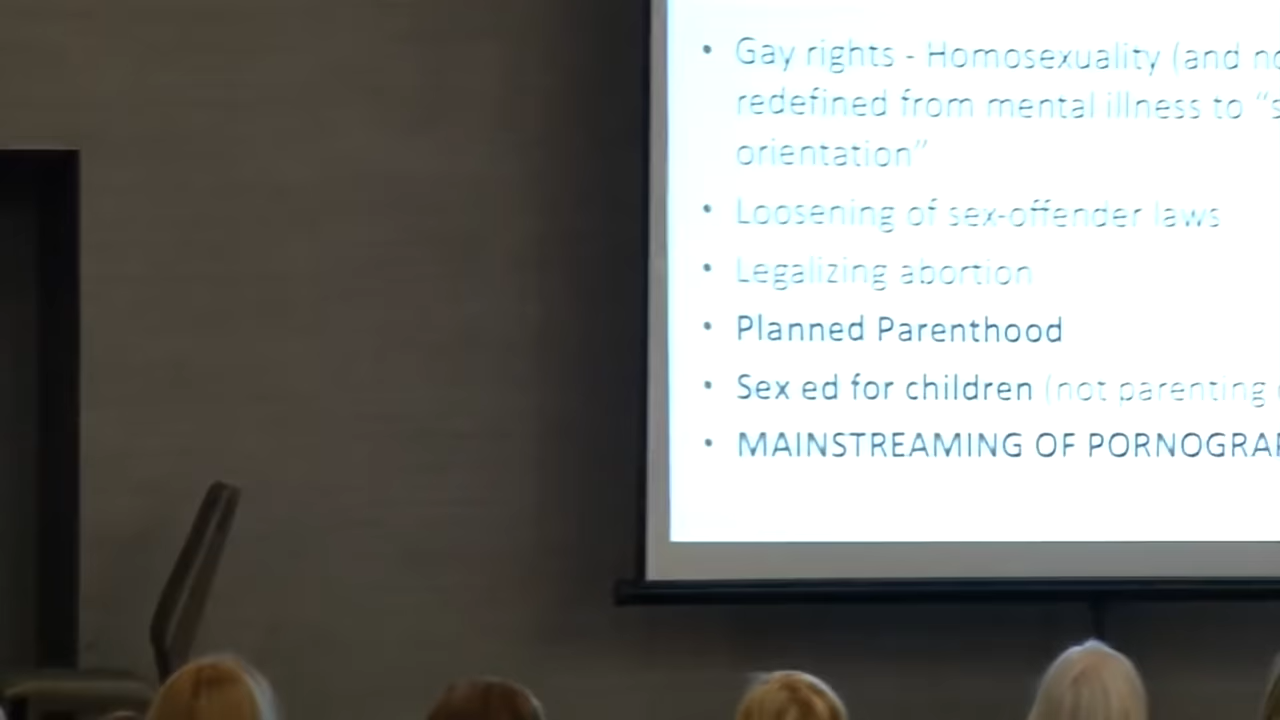 • Gay rights - Homosexuality (and
redefined from mental illness to
orientation”
• Loosening of sex-offender laws
• Legalizing abortion
• Planned Parenthood
• Sex ed for children (not parenting
• MAINSTREAMING OF